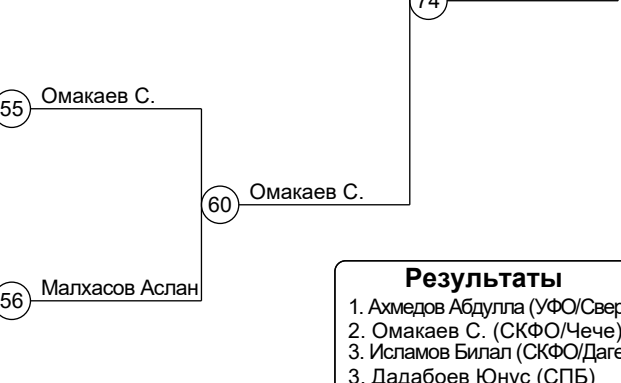 74
Омакаев С.
55
Омакаев С.
60
Малхасов Аслан
56
Результаты
1. Ахмедов Абдулла (УФО/Свер
2. Омакаев С. (СКФО/Чече)
3. Исламов Билал (СКФО/Даге
3. Дадабоев Юнус (СПБ)